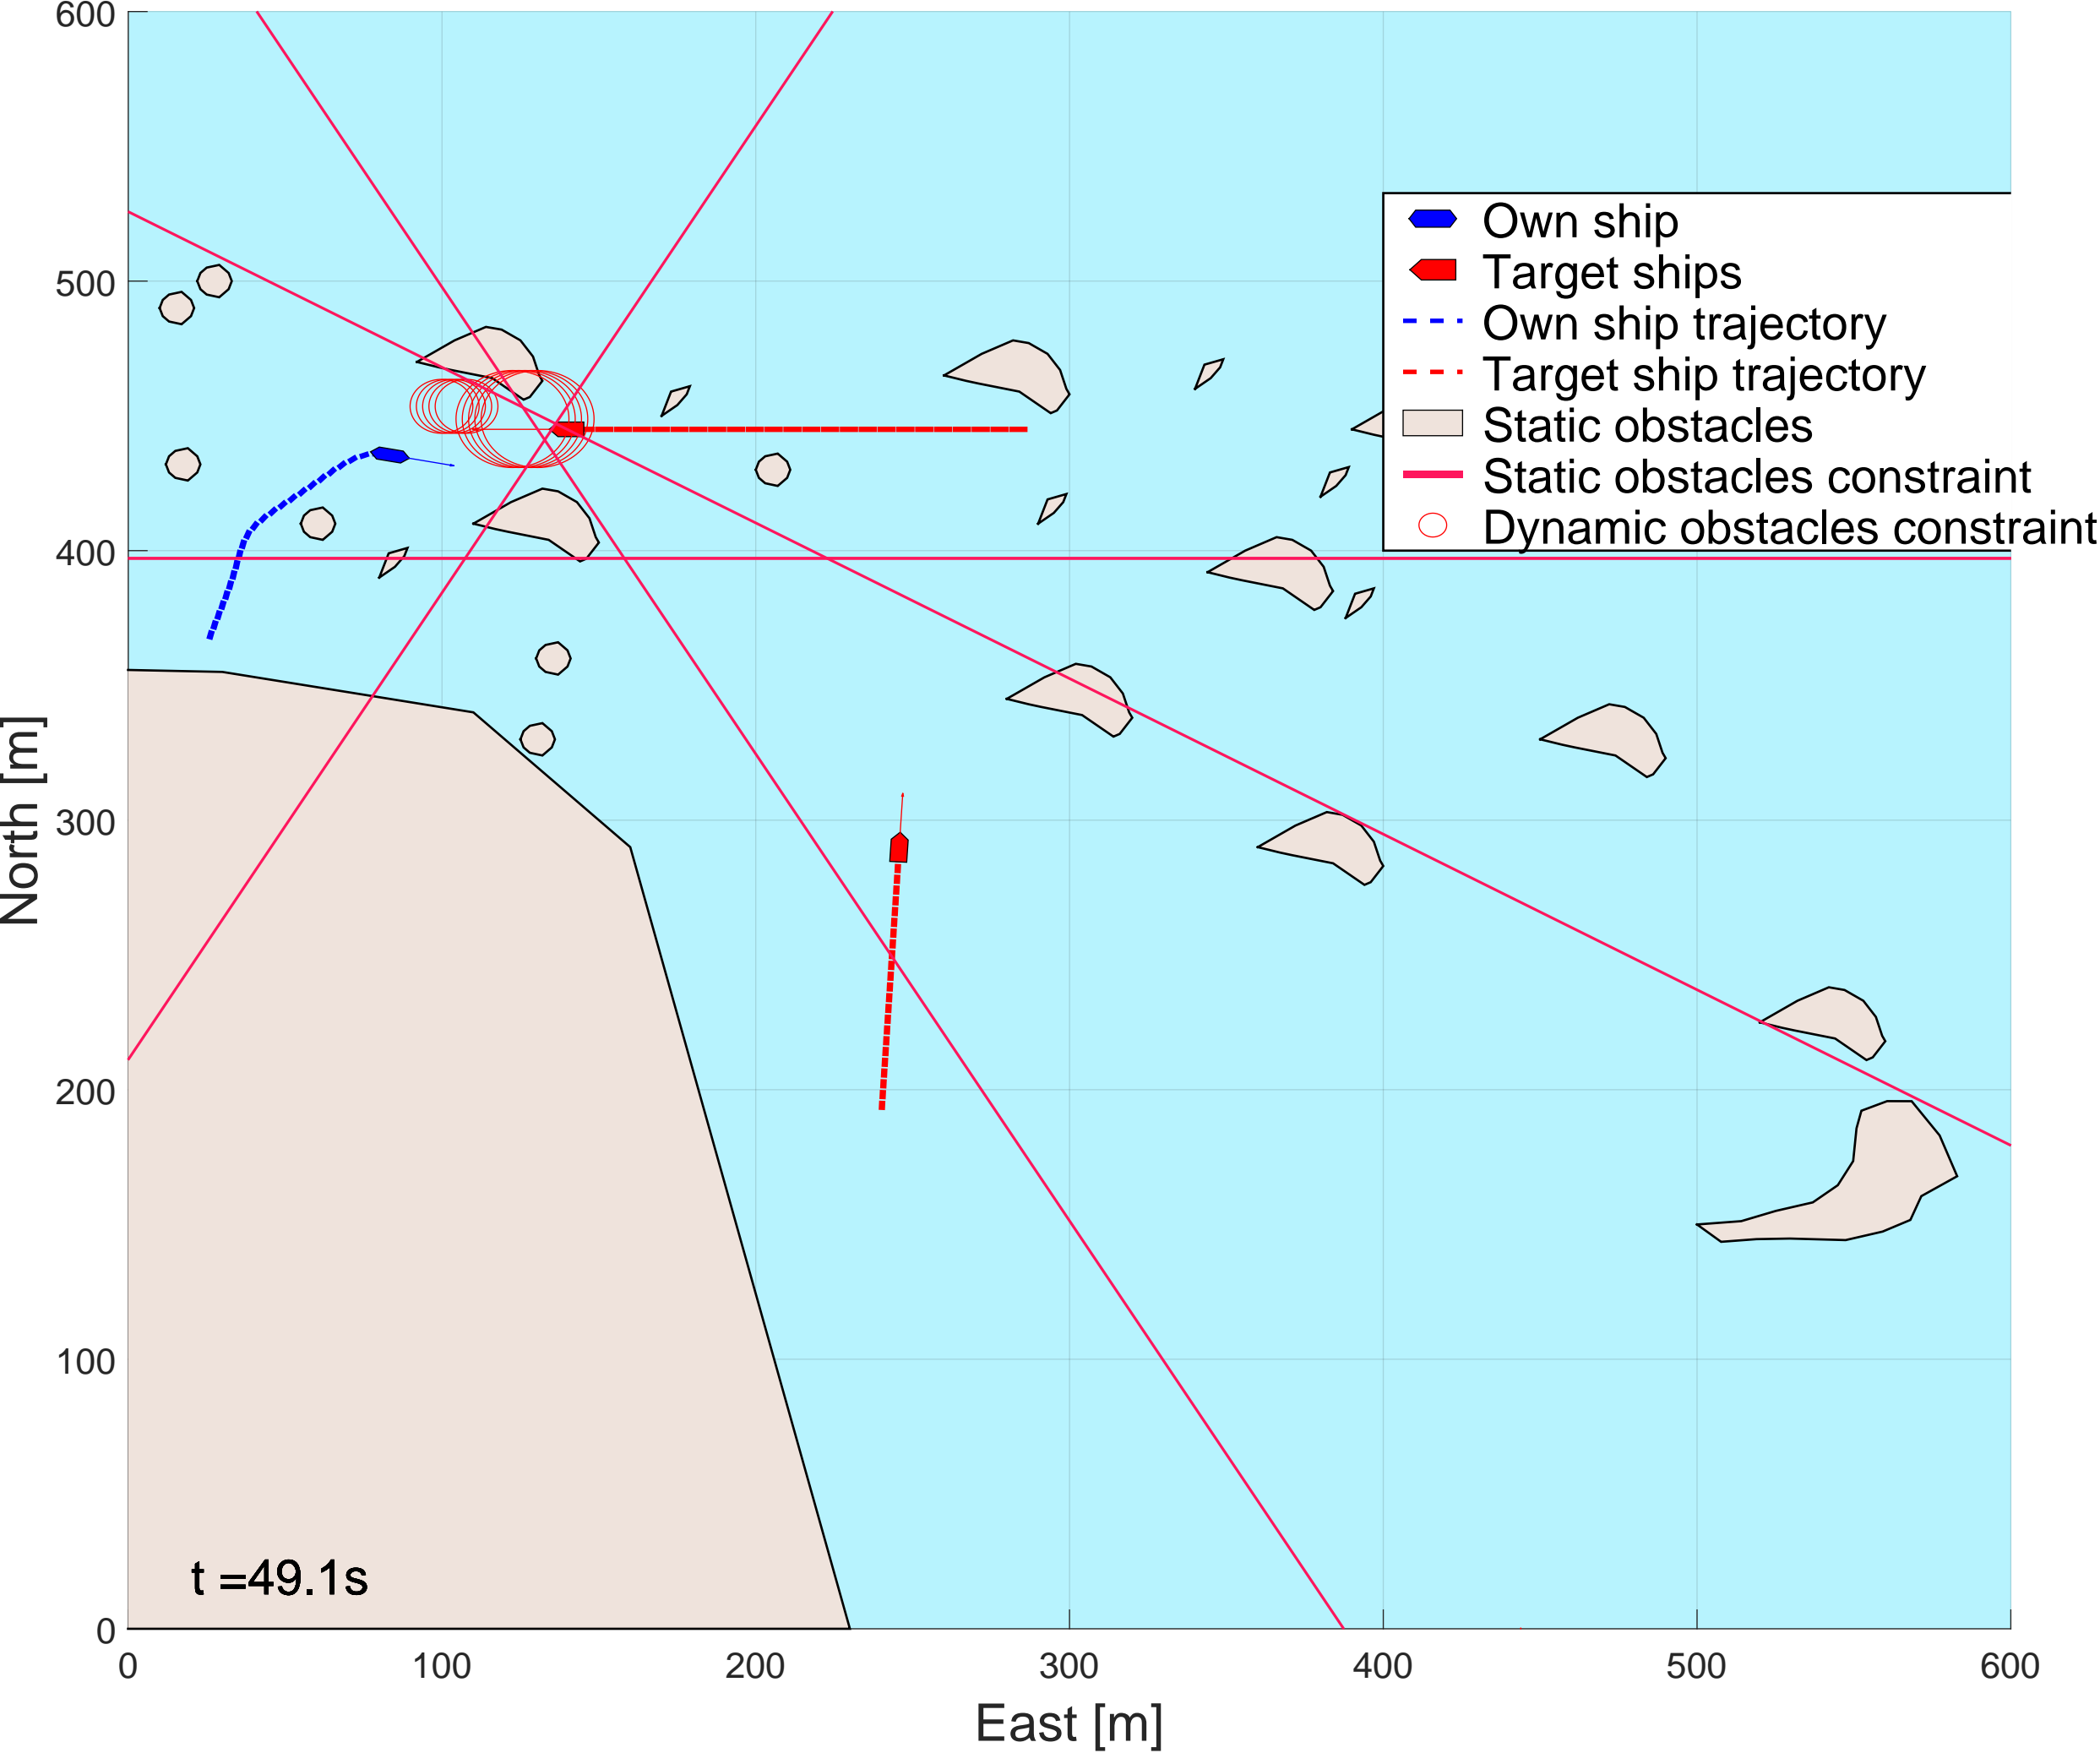 600
500
400
300
200
100
0
North [m]
Own ship
Target ships
Own ship trajectory
Target ship trajectory
Static obstacles
Static obstacles constraint
Dynamic obstacles constraint
t =49.1s
0 100 200 300 400 500 600
East [m]